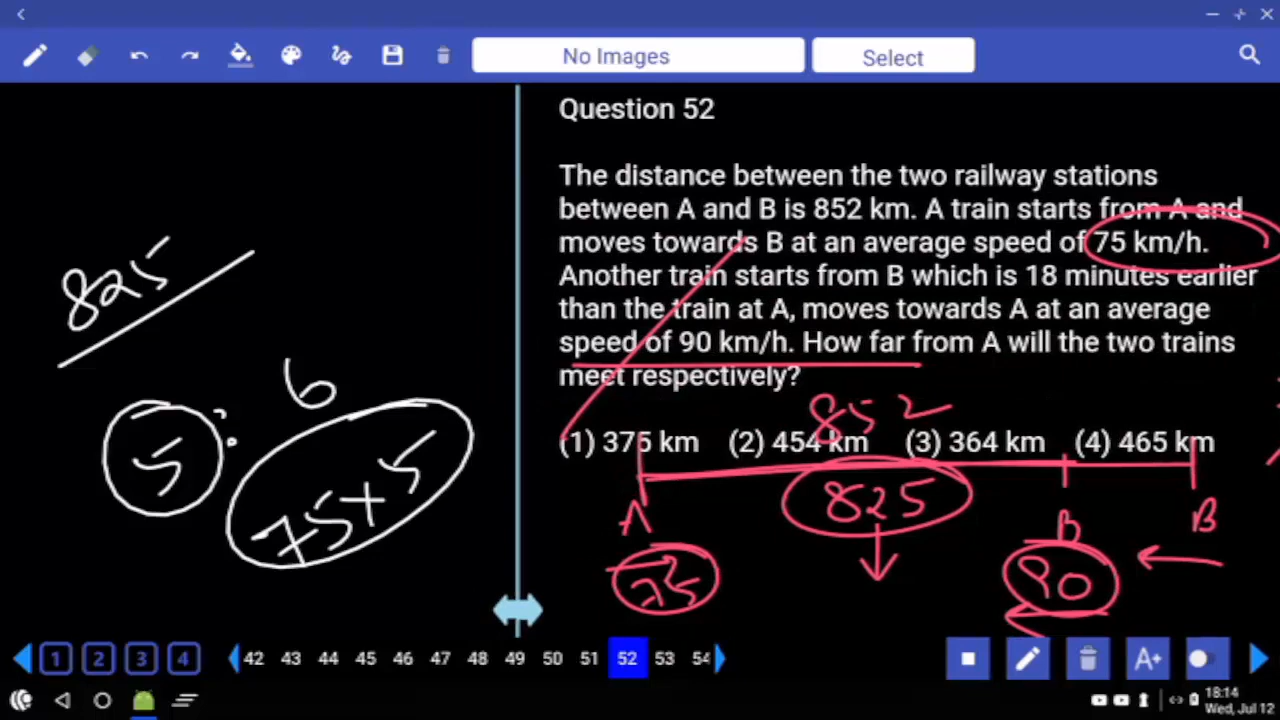 No Images
Select
Question 52
The distance between the two railway stations
between A and B is 852 km. A train starts from A and
moves towards B at an average speed of 75 km/h.
Another train starts from B which is 18 minutes earlier
than the train at A, moves towards A at an average
speed of 90 km/h. How far from A will the two trains
meet respectively?
(1) 375 km (2) 454 km (3) 364 km (4) 465 km
852
825
A
B
B
75
90
825
5 : 6
75×5
1 2 3 4 42 43 44 45 46 47 48 49 50 51 52 53 54
A+
18:14
Wed, Jul 12